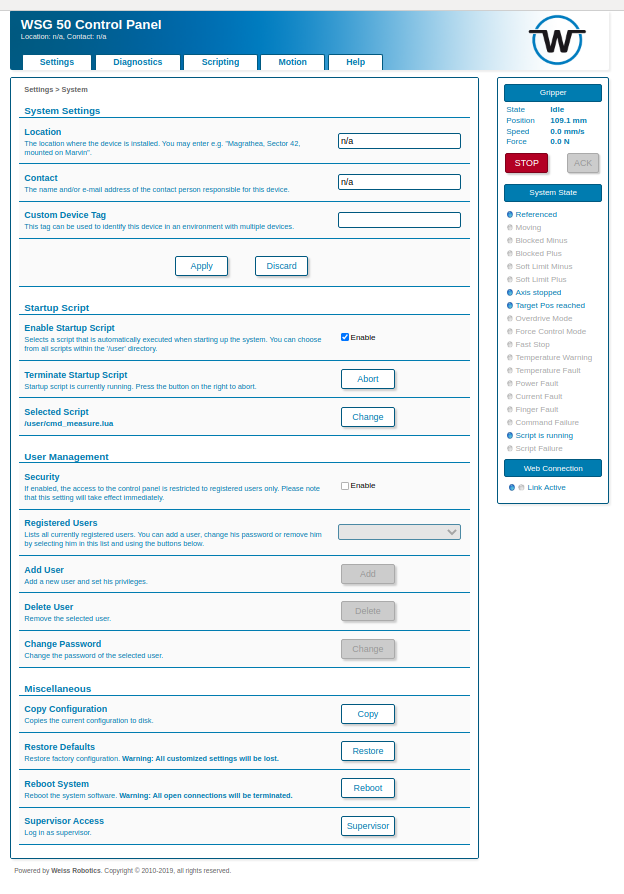 WSG 50 Control Panel
Location: n/a, Contact: n/a
W
Settings Diagnostics Scripting Motion Help
Settings > System
System Settings
Location
The location where the device is installed. You may enter e.g. "Magrathea, Sector 42,
mounted on Marvin".
n/a
Contact
The name and/or e-mail address of the contact person responsible for this device.
n/a
Custom Device Tag
This tag can be used to identify this device in an environment with multiple devices.
Apply Discard
Startup Script
Enable Startup Script
Selects a script that is automatically executed when starting up the system. You can choose
from all scripts within the '/user' directory.
Enable
Terminate Startup Script
Startup script is currently running. Press the button on the right to abort.
Abort
Selected Script
/user/cmd_measure.lua
Change
User Management
Security
If enabled, the access to the control panel is restricted to registered users only. Please note
that this setting will take effect immediately.
Enable
Registered Users
Lists all currently registered users. You can add a user, change his password or remove him
by selecting him in this list and using the buttons below.
Add User
Add a new user and set his privileges.
Add
Delete User
Remove the selected user.
Delete
Change Password
Change the password of the selected user.
Change
Miscellaneous
Copy Configuration
Copies the current configuration to disk.
Copy
Restore Defaults
Restore factory configuration. Warning: All customized settings will be lost.
Restore
Reboot System
Reboot the system software. Warning: All open connections will be terminated.
Reboot
Supervisor Access
Log in as supervisor.
Supervisor
Gripper
State Idle
Position 109.1 mm
Speed 0.0 mm/s
Force 0.0 N
STOP ACK
System State
Referenced
Moving
Blocked Minus
Blocked Plus
Soft Limit Minus
Soft Limit Plus
Axis stopped
Target Pos reached
Overdrive Mode
Force Control Mode
Fast Stop
Temperature Warning
Temperature Fault
Power Fault
Current Fault
Finger Fault
Command Failure
Script is running
Script Failure
Web Connection
Link Active
Powered by Weiss Robotics. Copyright © 2010-2019, all rights reserved.